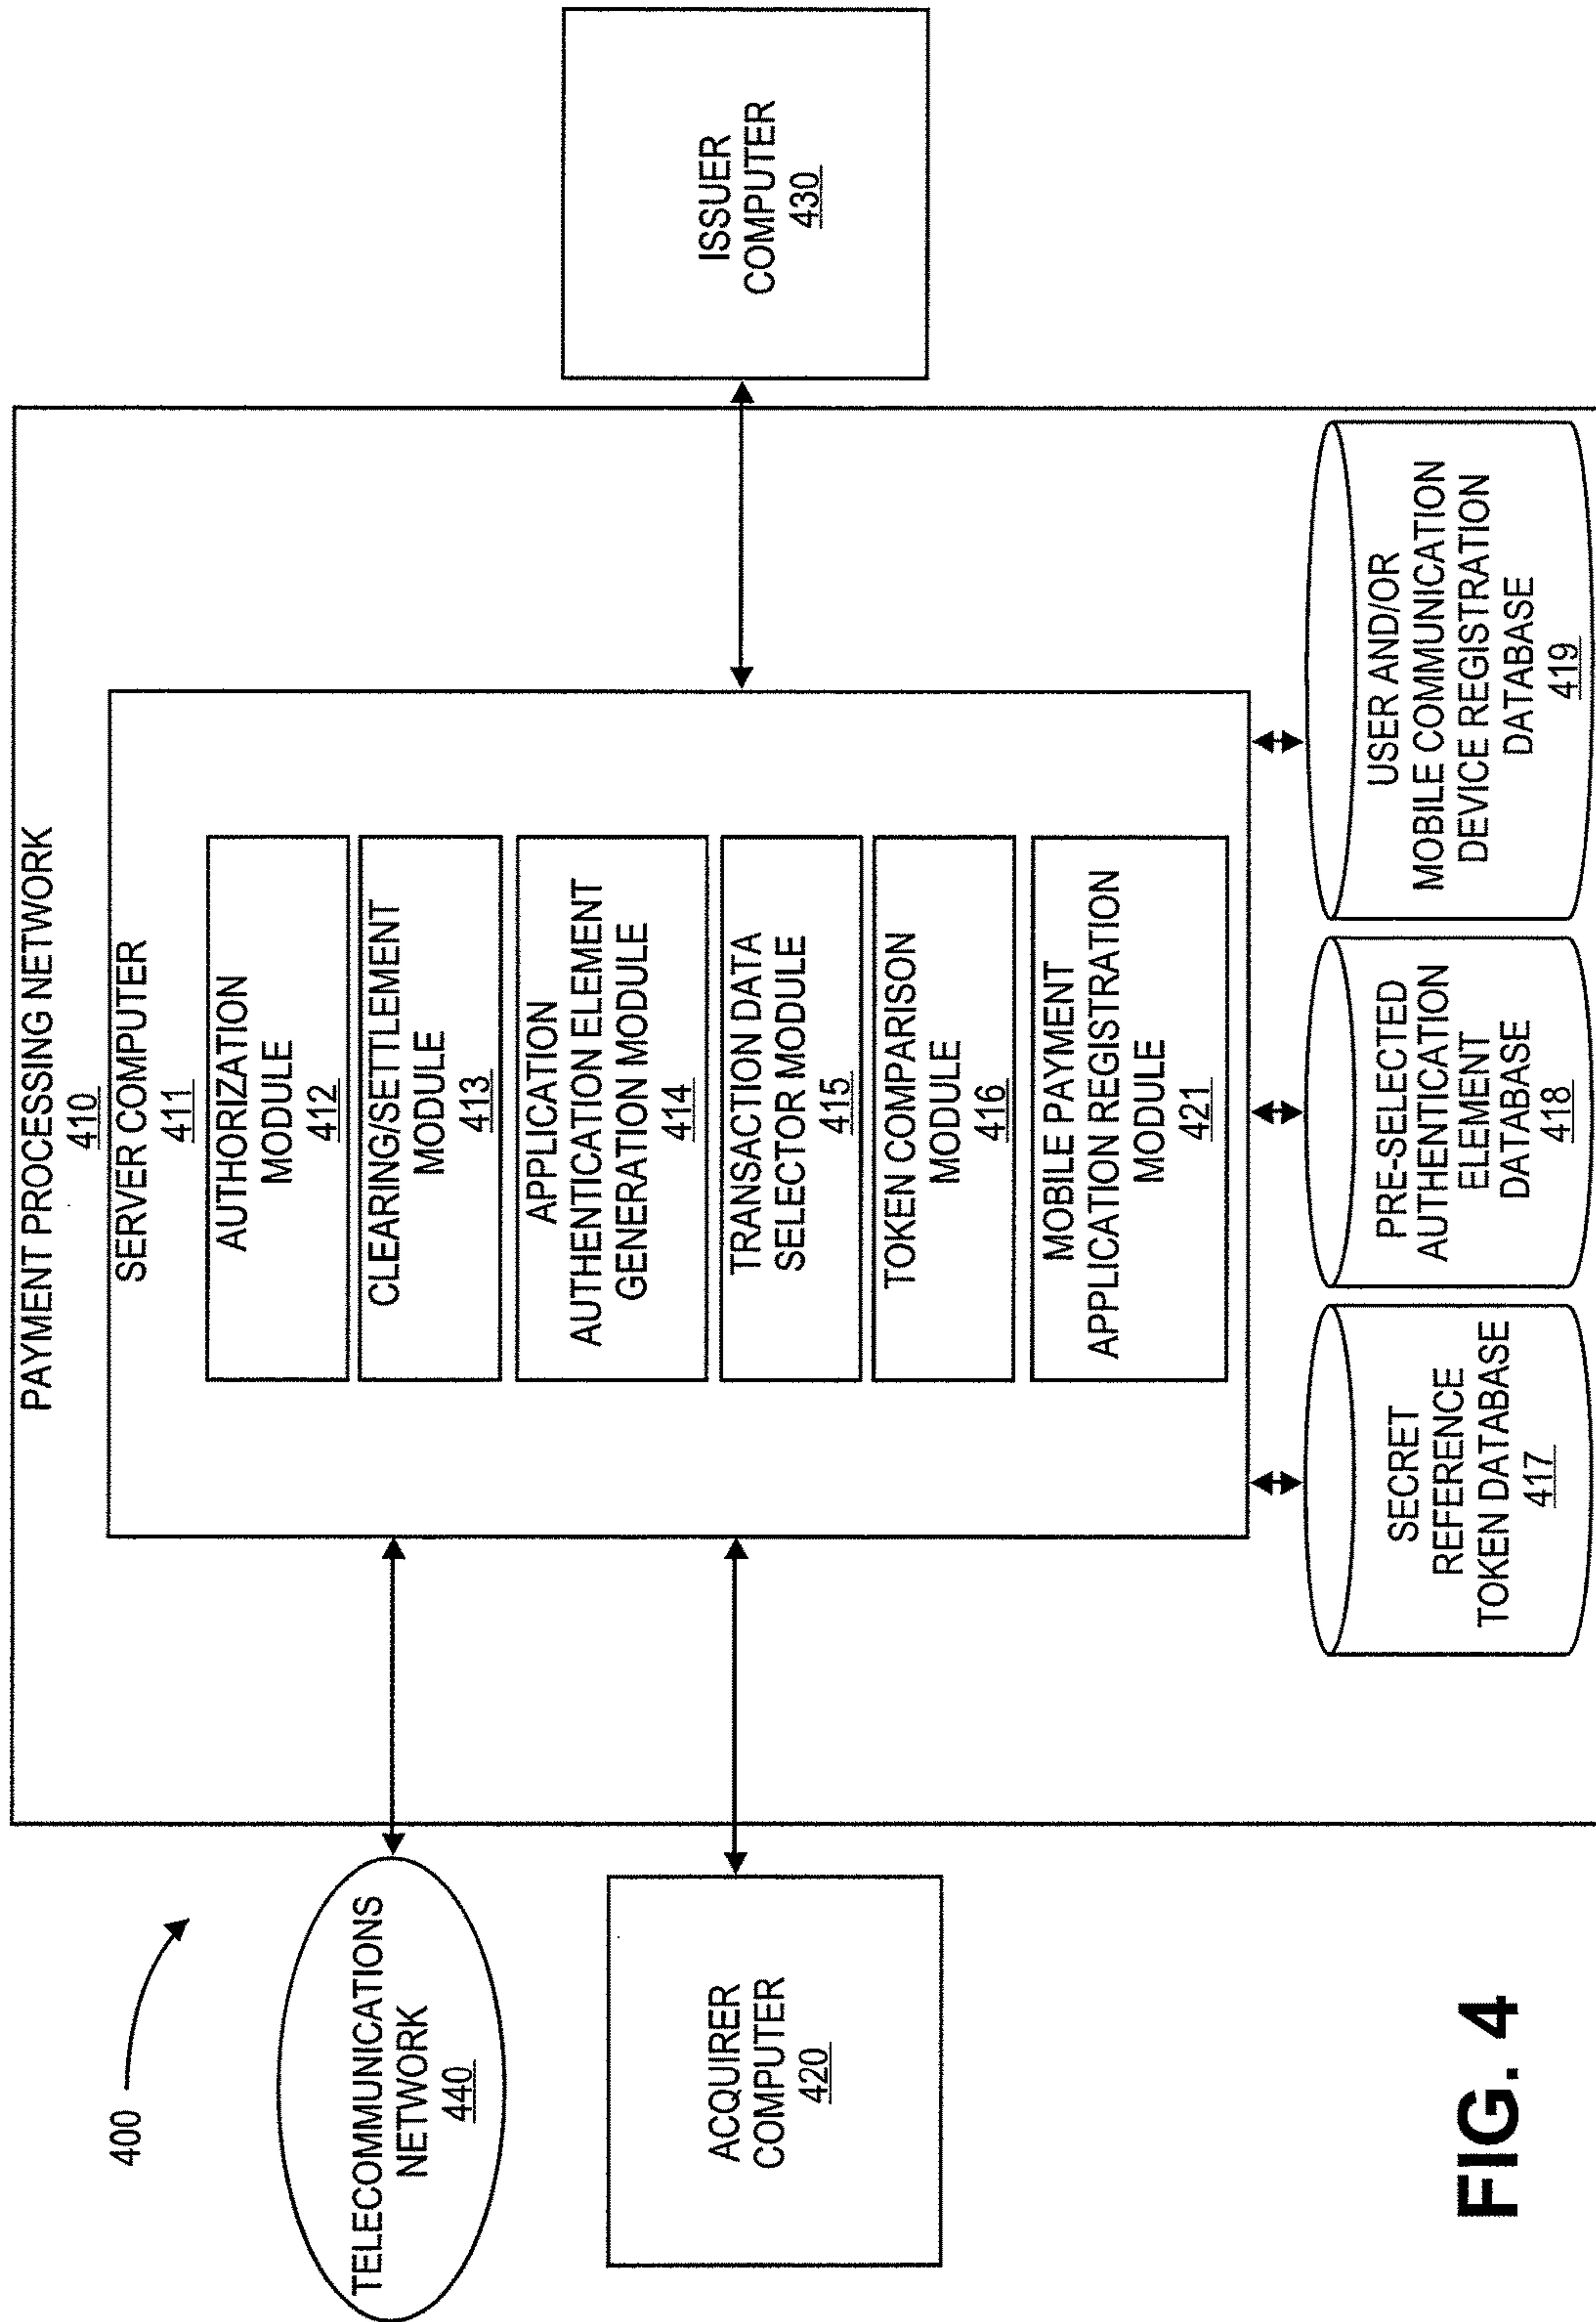 400
PAYMENT PROCESSING NETWORK
410
SERVER COMPUTER
411
AUTHORIZATION
MODULE
412
CLEARING/SETTLEMENT
MODULE
413
APPLICATION
AUTHENTICATION ELEMENT
GENERATION MODULE
414
TRANSACTION DATA
SELECTOR MODULE
415
TOKEN COMPARISON
MODULE
416
MOBILE PAYMENT
APPLICATION REGISTRATION
MODULE
421
TELECOMMUNICATIONS
NETWORK
440
ACQUIRER
COMPUTER
420
ISSUER
COMPUTER
430
SECRET
REFERENCE
TOKEN DATABASE
417
PRE-SELECTED
AUTHENTICATION
ELEMENT
DATABASE
418
USER AND/OR
MOBILE COMMUNICATION
DEVICE REGISTRATION
DATABASE
419
FIG. 4